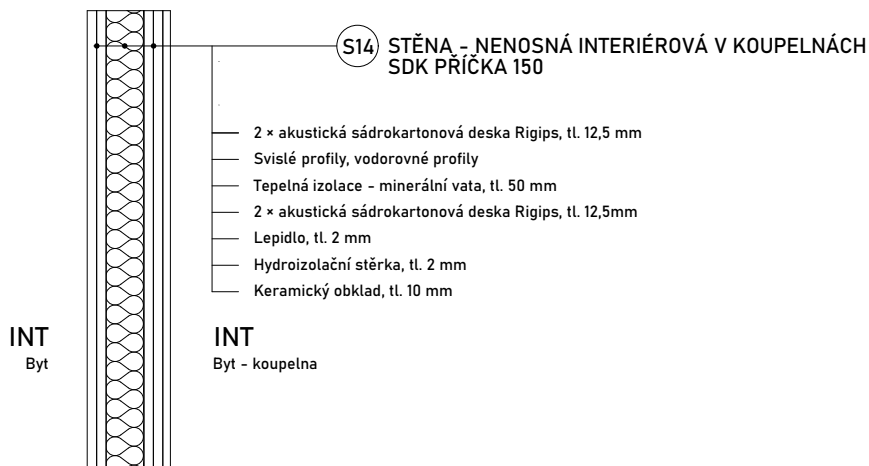 S14 STĚNA - NENOSNÁ INTERIÉROVÁ V KOUPELNÁCH
SDK PŘÍČKA 150
2 × akustická sádrokartonová deska Rigips, tl. 12,5 mm
Svislé profily, vodorovné profily
Tepelná izolace - minerální vata, tl. 50 mm
2 × akustická sádrokartonová deska Rigips, tl. 12,5mm
Lepidlo, tl. 2 mm
Hydroizolační stěrka, tl. 2 mm
Keramický obklad, tl. 10 mm
INT
Byt
INT
Byt - koupelna